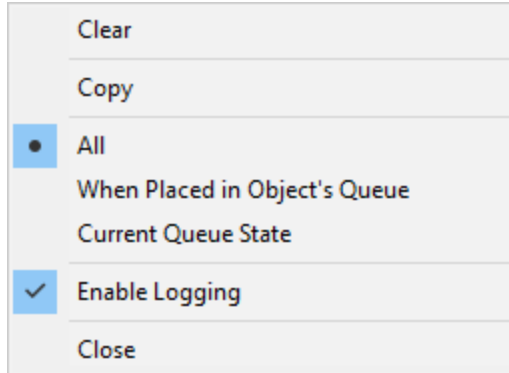 Clear
Copy
All
When Placed in Object's Queue
Current Queue State
Enable Logging
Close